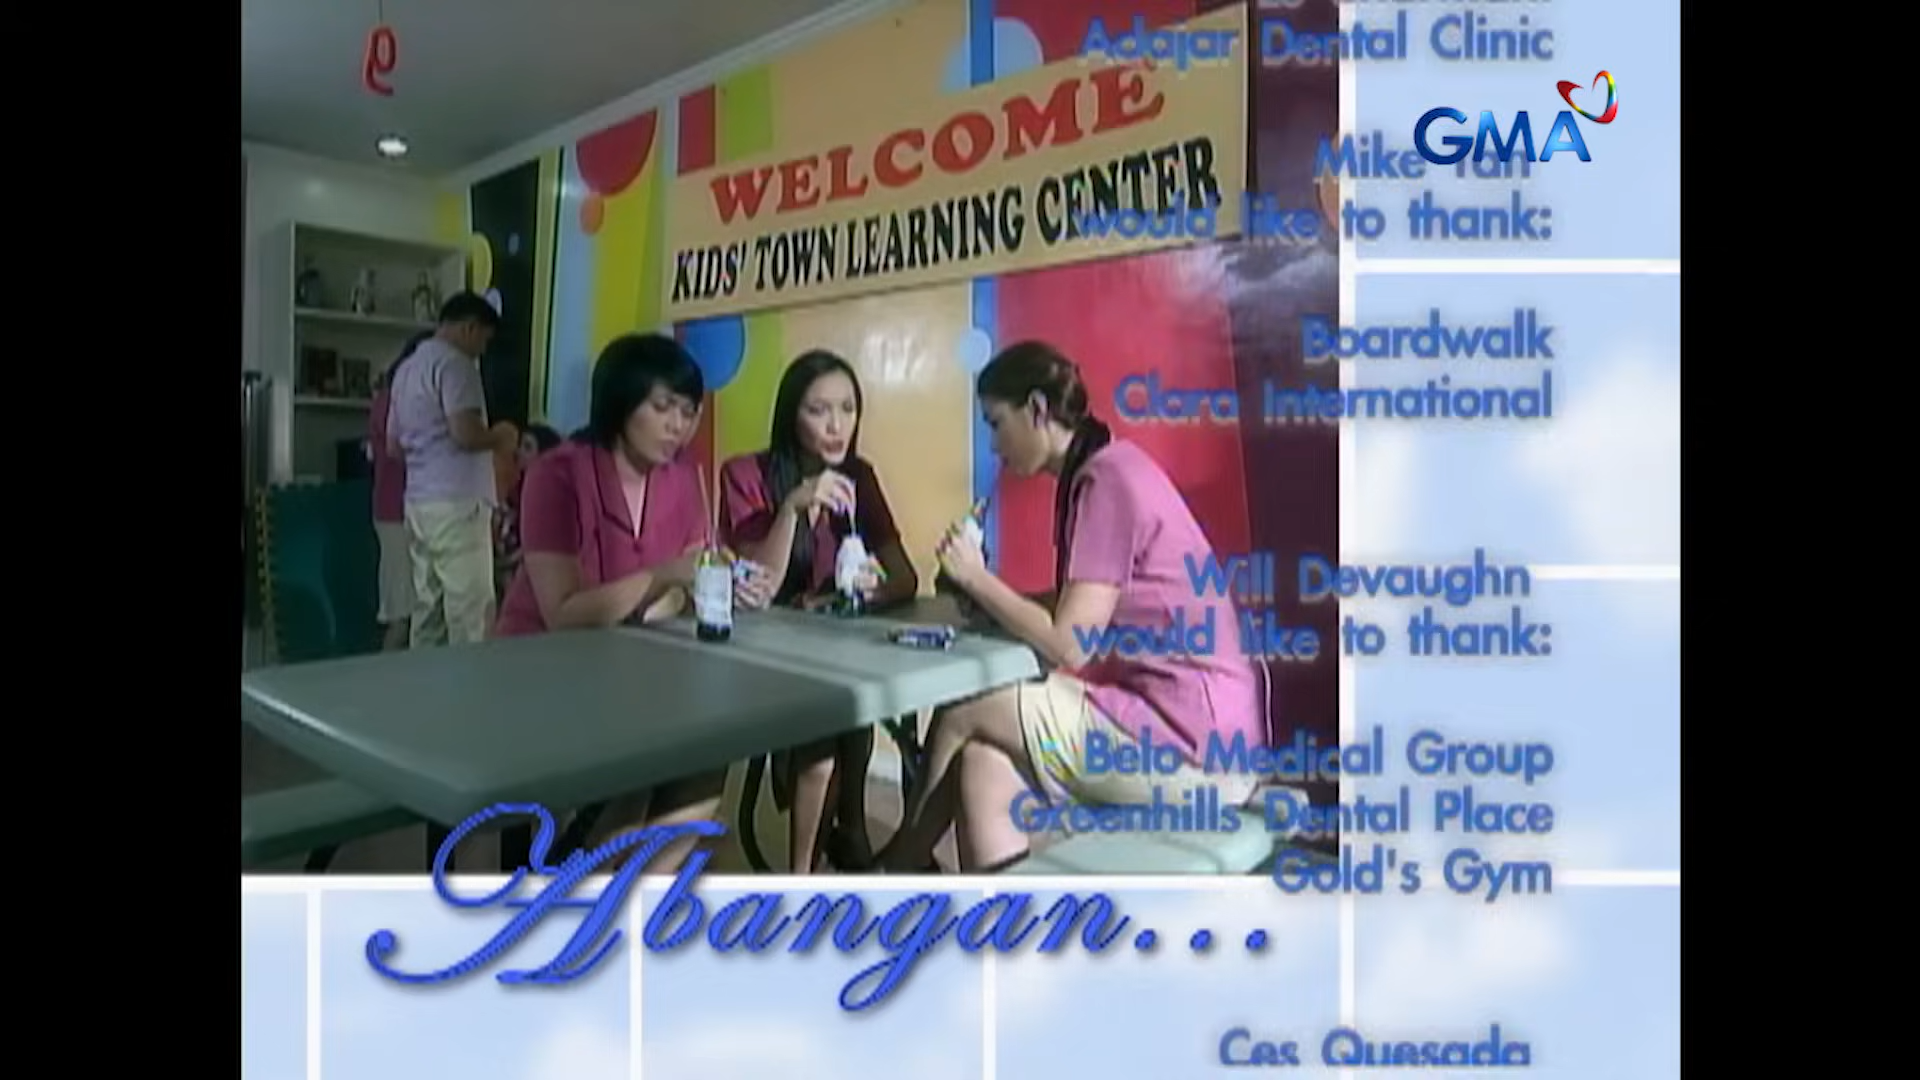 Adajar Dental Clinic
GMA
Mike Tan
would like to thank:
WELCOME
KIDS' TOWN LEARNING CENTER
Boardwalk
Clara International
Will Devaughn
would like to thank:
Belo Medical Group
Greenhills Dental Place
Gold's Gym
Abangan...
Ces Quesada